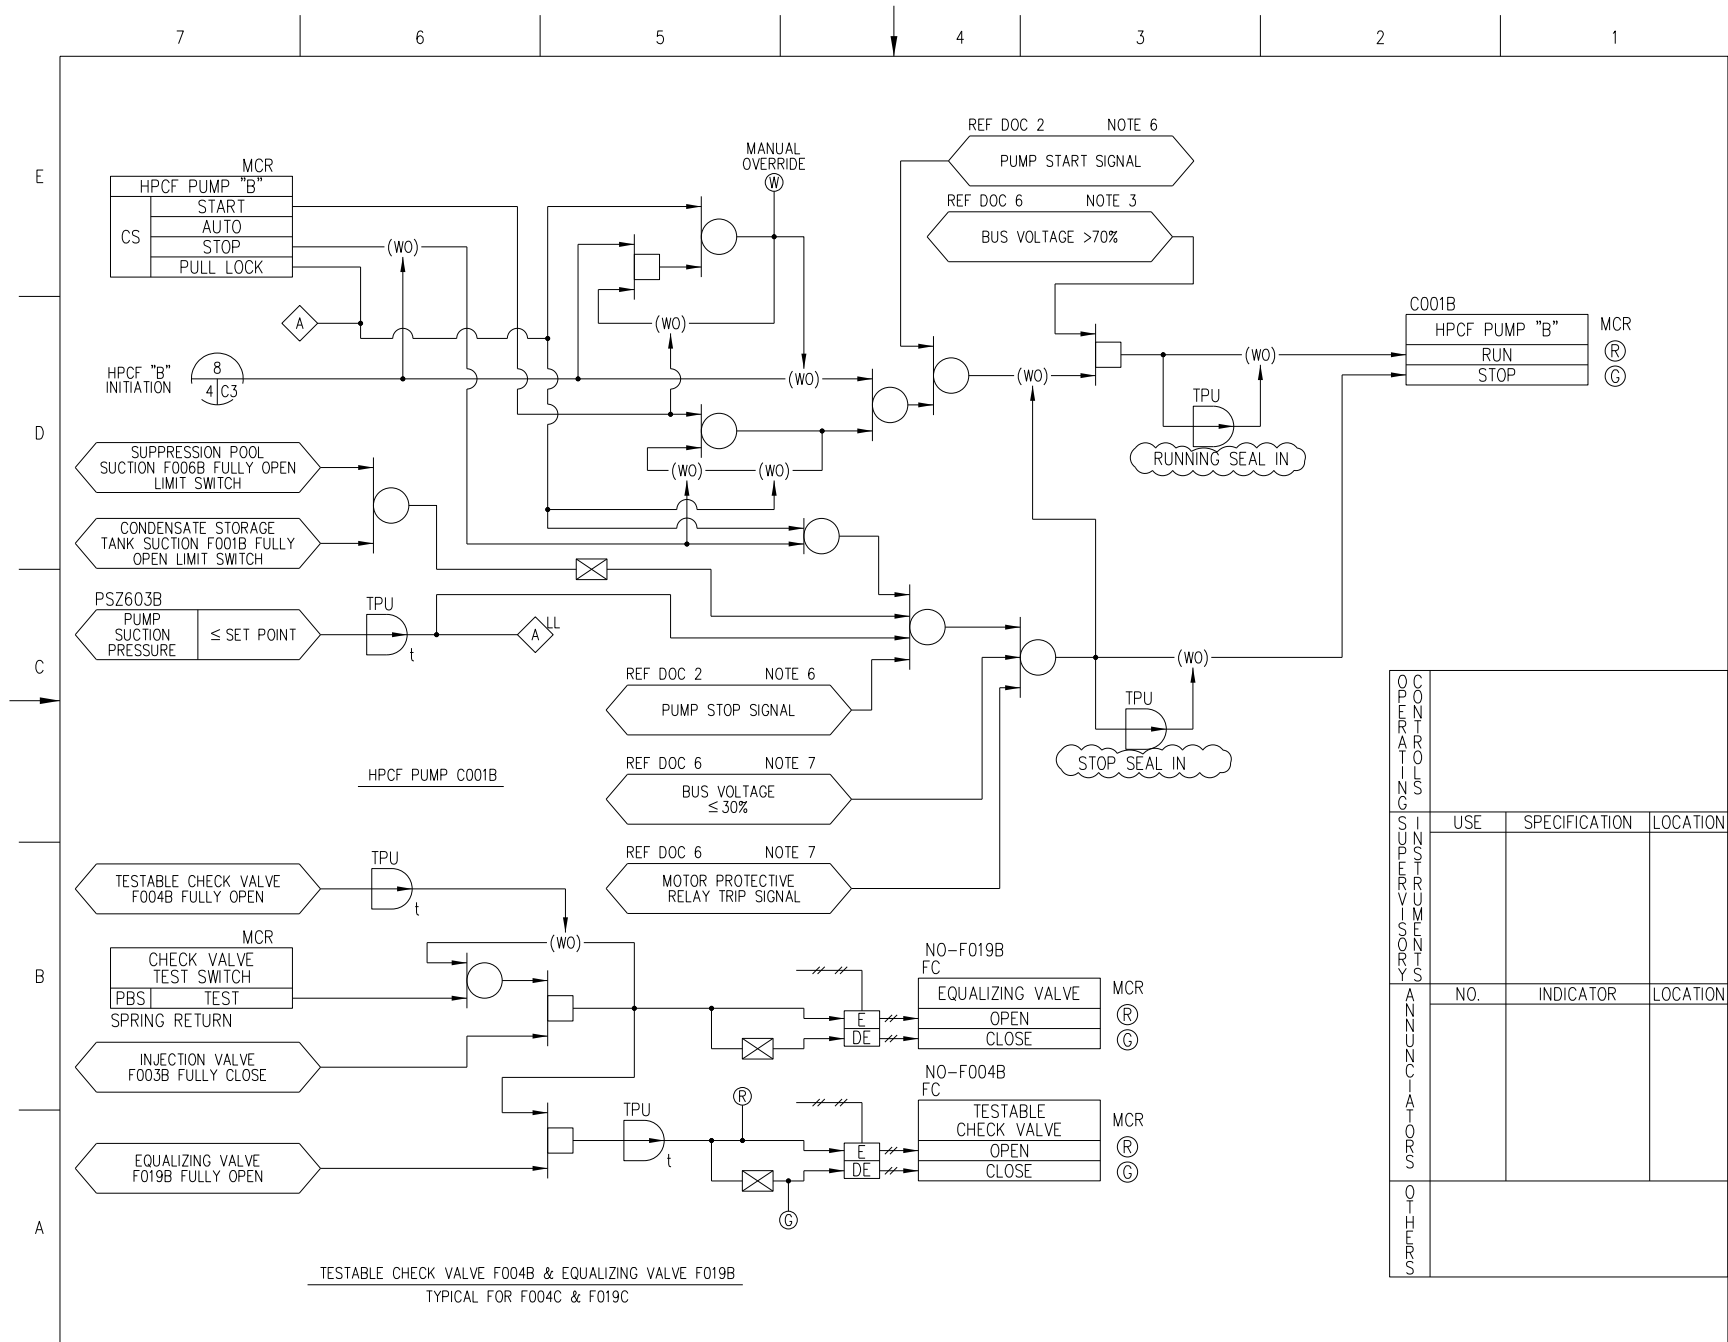 7 6 5 4 3 2 1
E
D
C
B
A
MCR
HPCF PUMP "B"
CS
START
AUTO
STOP
PULL LOCK
(WO)
A
HPCF "B"
INITIATION
8
4 C3
MANUAL
OVERRIDE
W
(WO)
(WO)
(WO) (WO)
REF DOC 2 NOTE 6
PUMP START SIGNAL
REF DOC 6 NOTE 3
BUS VOLTAGE >70%
(WO)
(WO)
TPU
RUNNING SEAL IN
C001B
HPCF PUMP "B"
RUN
STOP
MCR
R
G
SUPPRESSION POOL
SUCTION F006B FULLY OPEN
LIMIT SWITCH
CONDENSATE STORAGE
TANK SUCTION F001B FULLY
OPEN LIMIT SWITCH
PSZ603B
PUMP
SUCTION
PRESSURE
≤ SET POINT
TPU
t
A LL
REF DOC 2 NOTE 6
PUMP STOP SIGNAL
REF DOC 6 NOTE 7
BUS VOLTAGE
≤ 30%
REF DOC 6 NOTE 7
MOTOR PROTECTIVE
RELAY TRIP SIGNAL
(WO)
TPU
STOP SEAL IN
HPCF PUMP C001B
TESTABLE CHECK VALVE
F004B FULLY OPEN
TPU
t
(WO)
MCR
CHECK VALVE
TEST SWITCH
PBS TEST
SPRING RETURN
INJECTION VALVE
F003B FULLY CLOSE
EQUALIZING VALVE
F019B FULLY OPEN
TPU
t
R
G
E
DE
NO-F019B
FC
EQUALIZING VALVE
OPEN
CLOSE
MCR
R
G
E
DE
NO-F004B
FC
TESTABLE
CHECK VALVE
OPEN
CLOSE
MCR
R
G
TESTABLE CHECK VALVE F004B & EQUALIZING VALVE F019B
TYPICAL FOR F004C & F019C
OPERATING
CONTROLS
SUPERVISORY
INSTRUMENTS
USE SPECIFICATION LOCATION
ANNUNCIATORS
NO. INDICATOR LOCATION
OTHERS